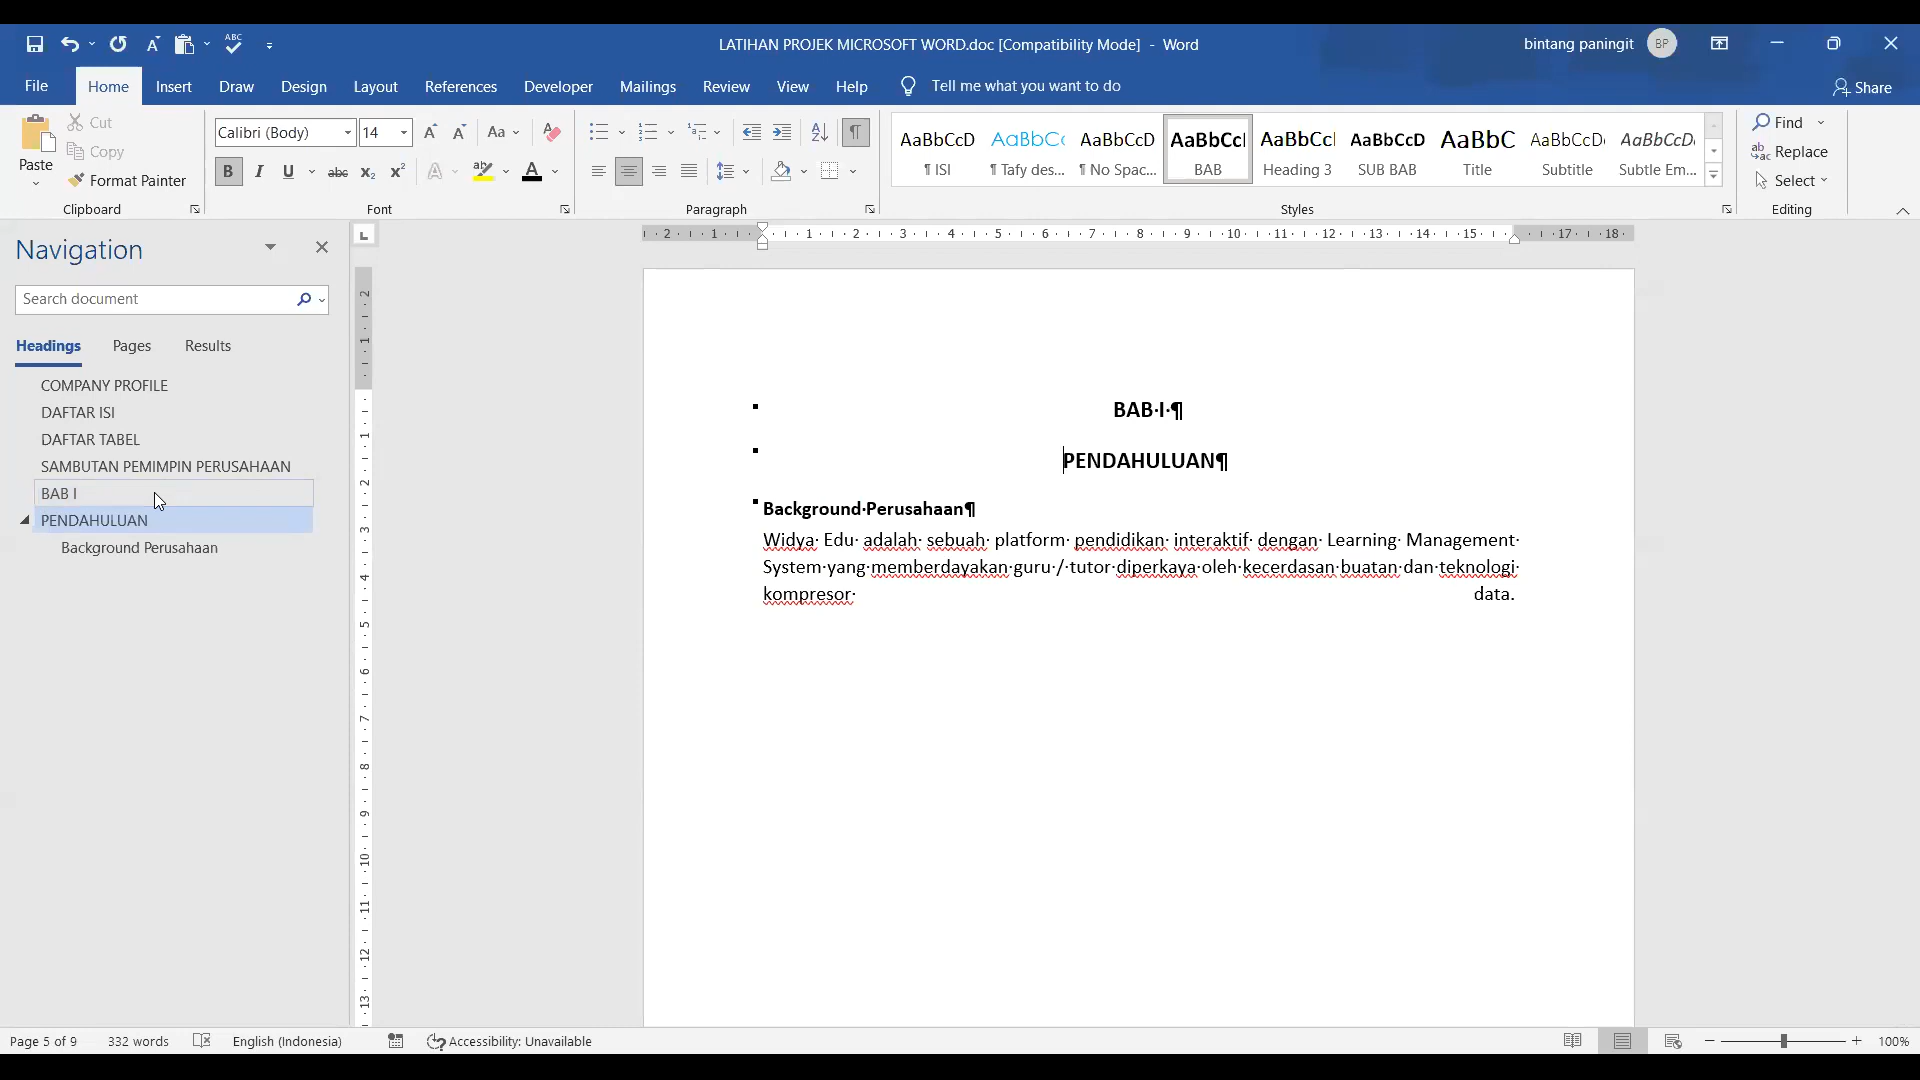 LATIHAN PROJEK MICROSOFT WORD.doc [Compatibility Mode] - Word
bintang paningit
BP
File
Home
Insert
Draw
Design
Layout
References
Developer
Mailings
Review
View
Help
Tell me what you want to do
Share
Paste
Cut
Copy
Format Painter
Clipboard
Calibri (Body)
14
Font
Paragraph
AaBbCcD
¶ ISI
AaBbCc
¶ Tafy des...
AaBbCcD
¶ No Spac...
AaBbCcI
BAB
AaBbCcI
Heading 3
AaBbCcD
SUB BAB
AaBbC
Title
AaBbCcD
Subtitle
AaBbCcD
Subtle Em...
Styles
Find
Replace
Select
Editing
Navigation
Search document
Headings
Pages
Results
COMPANY PROFILE
DAFTAR ISI
DAFTAR TABEL
SAMBUTAN PEMIMPIN PERUSAHAAN
BAB I
PENDAHULUAN
Background Perusahaan
BAB·I·¶
PENDAHULUAN¶
Background·Perusahaan¶
Widya· Edu· adalah· sebuah· platform· pendidikan· interaktif· dengan· Learning· Management·
System·yang·memberdayakan·guru·/·tutor·diperkaya·oleh·kecerdasan·buatan·dan·teknologi·
kompresor· data.
Page 5 of 9
332 words
English (Indonesia)
Accessibility: Unavailable
100%